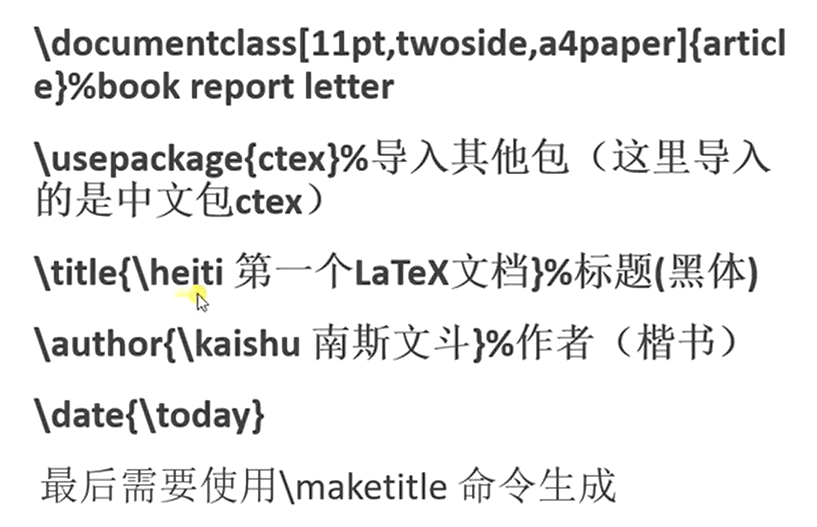 \documentclass[11pt,twoside,a4paper]{articl
e}%book report letter
\usepackage{ctex}%导入其他包（这里导入
的是中文包ctex）
\title{\heiti 第一个LaTeX文档}%标题(黑体)
\author{\kaishu 南斯文斗}%作者（楷书）
\date{\today}
最后需要使用\maketitle 命令生成